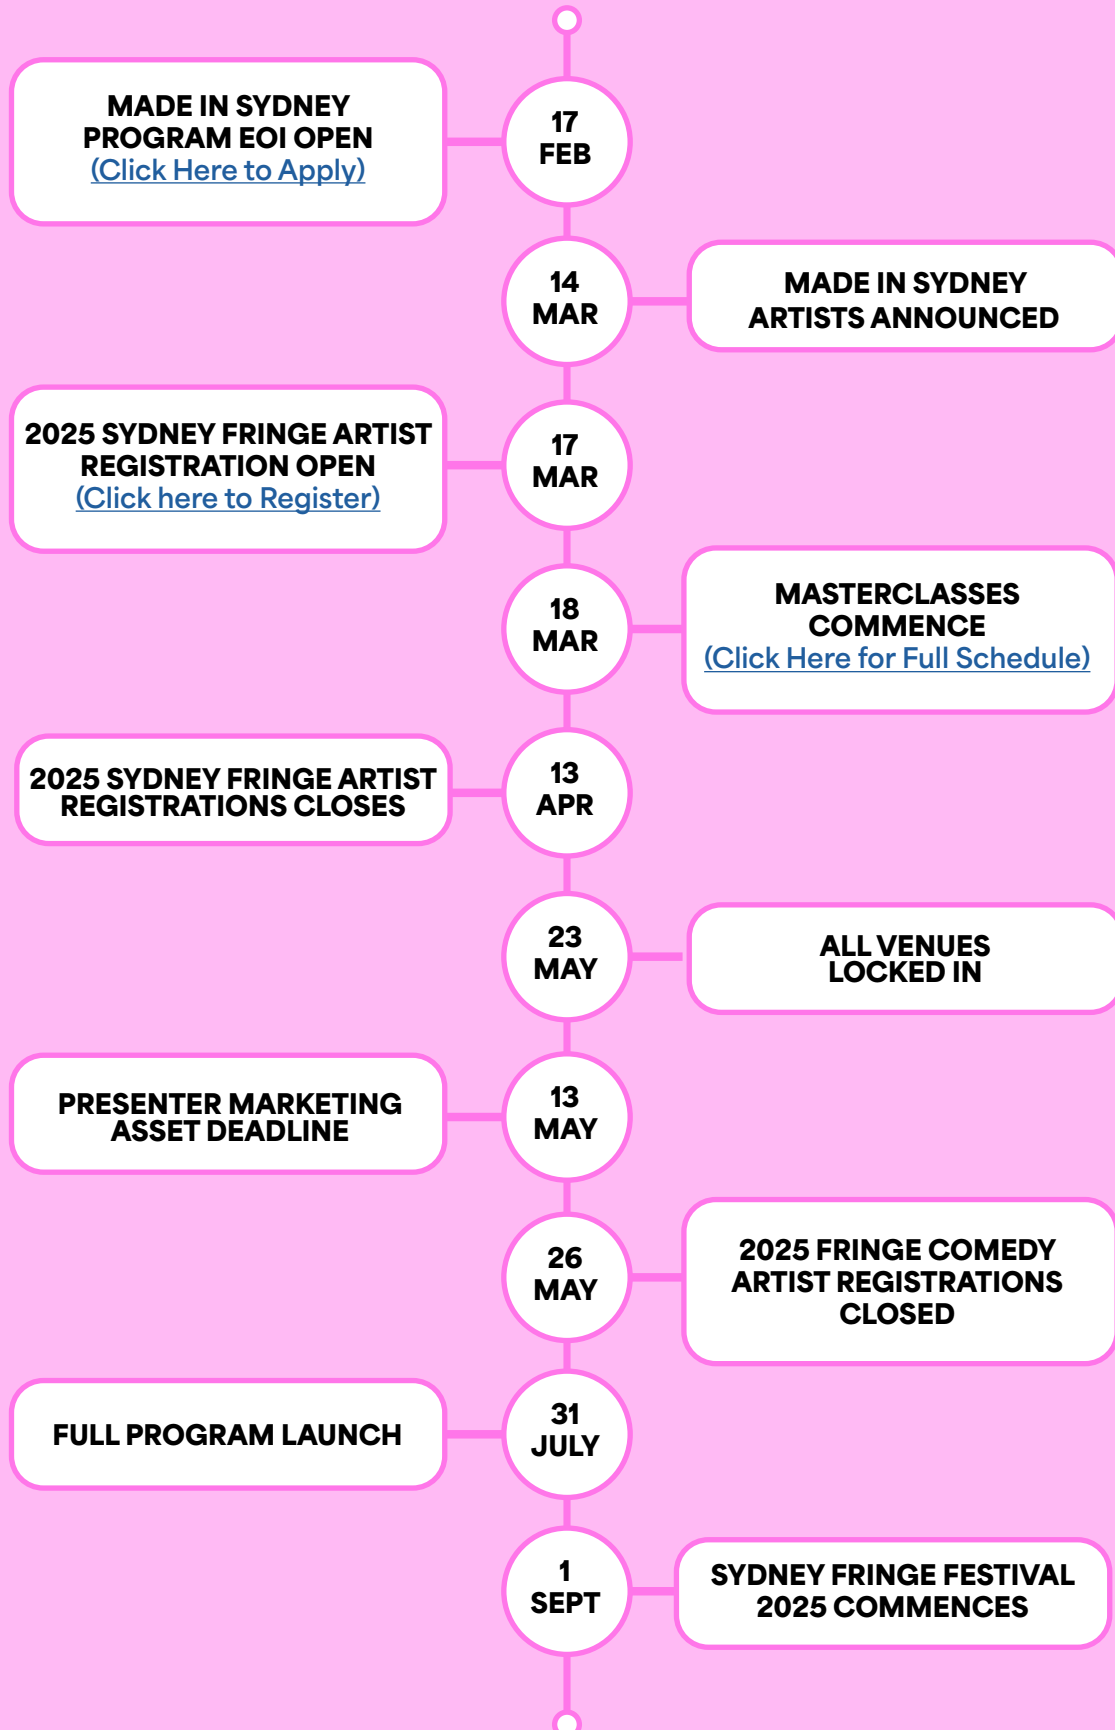 MADE IN SYDNEY
PROGRAM EOI OPEN
(Click Here to Apply)
17
FEB
14
MAR
MADE IN SYDNEY
ARTISTS ANNOUNCED
2025 SYDNEY FRINGE ARTIST
REGISTRATION OPEN
(Click here to Register)
17
MAR
18
MAR
MASTERCLASSES
COMMENCE
(Click Here for Full Schedule)
2025 SYDNEY FRINGE ARTIST
REGISTRATIONS CLOSES
13
APR
23
MAY
ALL VENUES
LOCKED IN
PRESENTER MARKETING
ASSET DEADLINE
13
MAY
26
MAY
2025 FRINGE COMEDY
ARTIST REGISTRATIONS
CLOSED
FULL PROGRAM LAUNCH
31
JULY
1
SEPT
SYDNEY FRINGE FESTIVAL
2025 COMMENCES